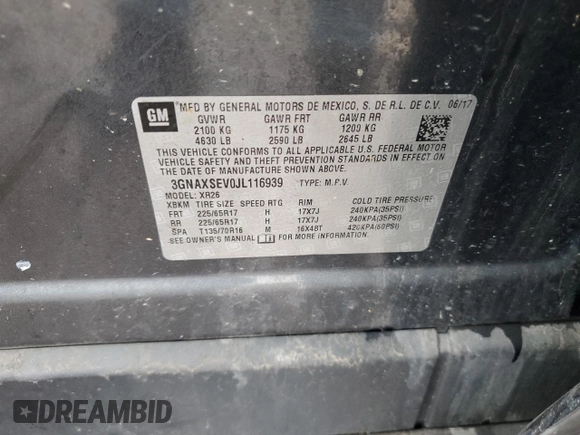 GM
MFD BY GENERAL MOTORS DE MEXICO, S. DE R.L. DE C.V. 06/17
GVWR GAWR FRT GAWR RR
2100 KG 1175 KG 1200 KG
4630 LB 2590 LB 2645 LB
THIS VEHICLE CONFORMS TO ALL APPLICABLE U.S. FEDERAL MOTOR
VEHICLE SAFETY AND THEFT PREVENTION STANDARDS IN EFFECT ON
THE DATE OF MANUFACTURE SHOWN ABOVE.
3GNAXSEV0JL116939 TYPE: M.P.V.
MODEL: XR26
XBKM TIRE SIZE SPEED RTG RIM COLD TIRE PRESSURE
FRT 225/65R17 H 17X7J 240KPA(35PSI)
RR 225/65R17 H 17X7J 240KPA(35PSI)
SPA T135/70R16 M 16X4BT 420KPA(60PSI)
SEE OWNER'S MANUAL i FOR MORE INFORMATION.
DREAMBID